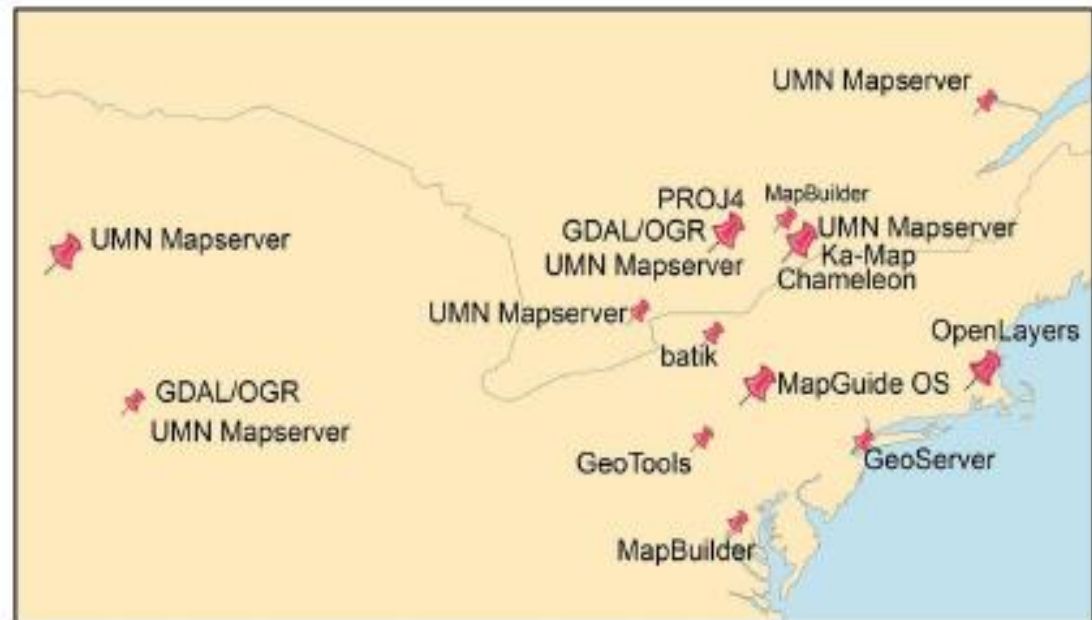 UMN Mapserver
PROJ4
MapBuilder
GDAL/OGR
UMN Mapserver
UMN Mapserver
UMN Mapserver
Ka-Map
Chameleon
UMN Mapserver
batik
OpenLayers
MapGuide OS
GDAL/OGR
UMN Mapserver
GeoTools
GeoServer
MapBuilder